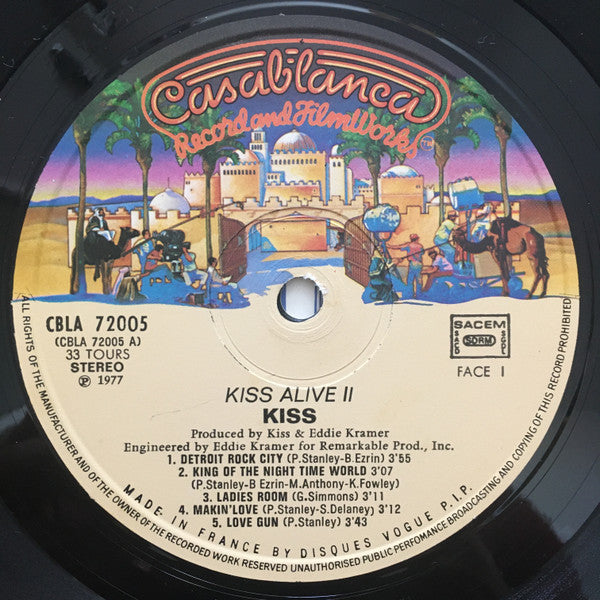 Casablanca
Record and FilmWorks
TM
CBLA 72005
(CBLA 72005 A)
33 TOURS
STEREO
Ⓟ 1977
SACEM
SACD SDRM SGDL
FACE I
KISS ALIVE II
KISS
Produced by Kiss & Eddie Kramer
Engineered by Eddie Kramer for Remarkable Prod., Inc.
1. DETROIT ROCK CITY (P.Stanley-B.Ezrin) 3'55
2. KING OF THE NIGHT TIME WORLD 3'07
(P.Stanley-B Ezrin-M.Anthony-K.Fowley)
3. LADIES ROOM (G.Simmons) 3'11
4. MAKIN'LOVE (P.Stanley-S.Delaney) 3'12
5. LOVE GUN (P.Stanley) 3'43
MADE IN FRANCE BY DISQUES VOGUE P.I.P.
ALL RIGHTS OF THE MANUFACTURER AND OF THE OWNER OF THE RECORDED WORK RESERVED UNAUTHORISED PUBLIC PERFOMANCE BROADCASTING AND COPYING OF THIS RECORD PROHIBITED